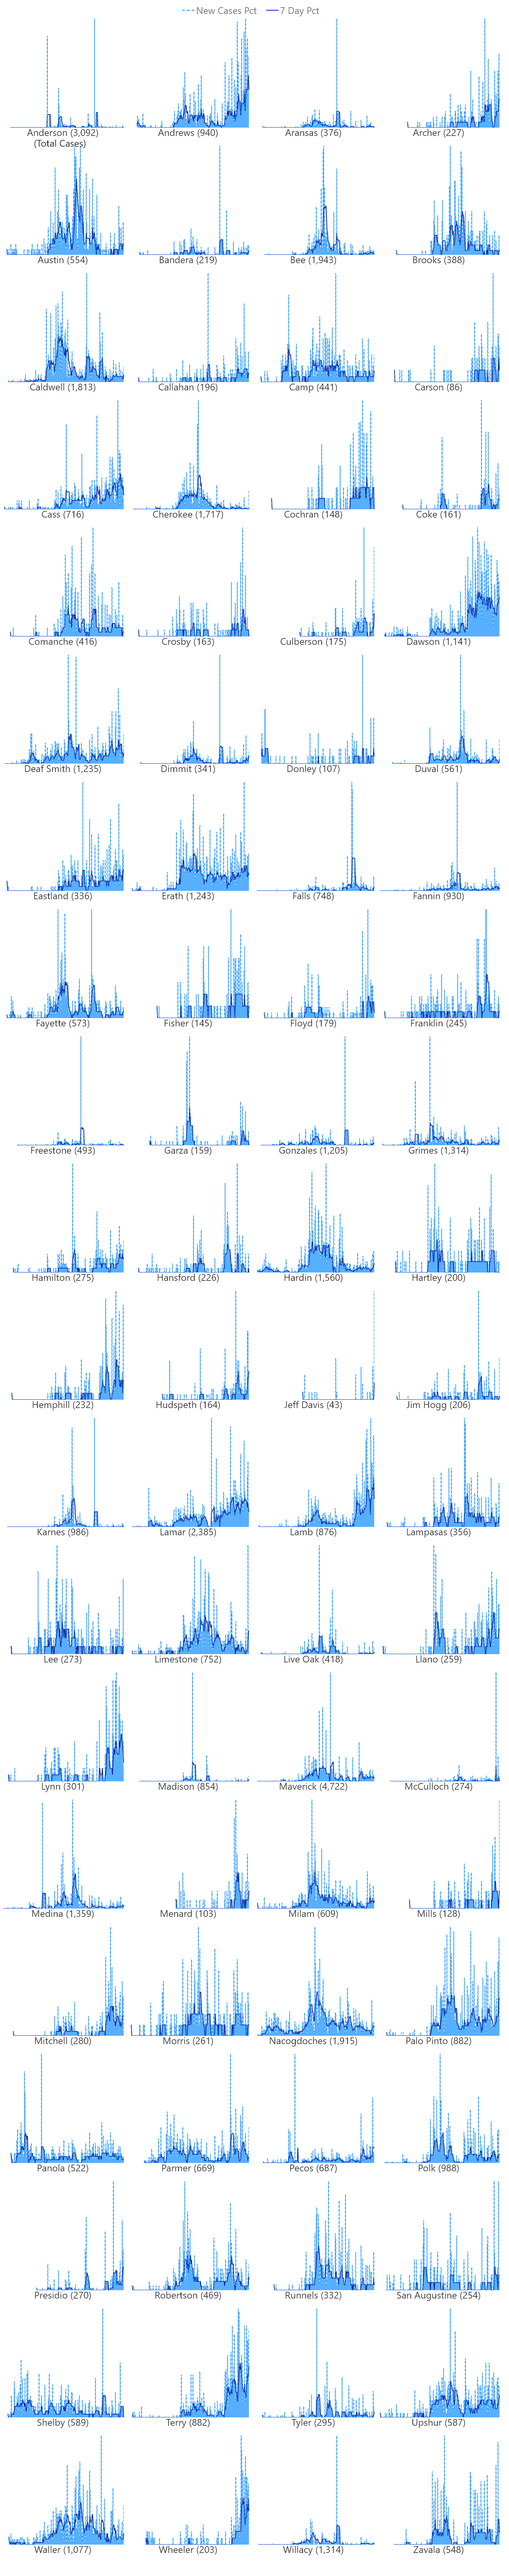 New Cases Pct 7 Day Pct
Anderson (3,092) Andrews (940) Aransas (376) Archer (227)
(Total Cases)
Austin (554) Bandera (219) Bee (1,943) Brooks (388)
Caldwell (1,813) Callahan (196) Camp (441) Carson (86)
Cass (716) Cherokee (1,717) Cochran (148) Coke (161)
Comanche (416) Crosby (163) Culberson (175) Dawson (1,141)
Deaf Smith (1,235) Dimmit (341) Donley (107) Duval (561)
Eastland (336) Erath (1,243) Falls (748) Fannin (930)
Fayette (573) Fisher (145) Floyd (179) Franklin (245)
Freestone (493) Garza (159) Gonzales (1,205) Grimes (1,314)
Hamilton (275) Hansford (226) Hardin (1,560) Hartley (200)
Hemphill (232) Hudspeth (164) Jeff Davis (43) Jim Hogg (206)
Karnes (986) Lamar (2,385) Lamb (876) Lampasas (356)
Lee (273) Limestone (752) Live Oak (418) Llano (259)
Lynn (301) Madison (854) Maverick (4,722) McCulloch (274)
Medina (1,359) Menard (103) Milam (609) Mills (128)
Mitchell (280) Morris (261) Nacogdoches (1,915) Palo Pinto (882)
Panola (522) Parmer (669) Pecos (687) Polk (988)
Presidio (270) Robertson (469) Runnels (332) San Augustine (254)
Shelby (589) Terry (882) Tyler (295) Upshur (587)
Waller (1,077) Wheeler (203) Willacy (1,314) Zavala (548)